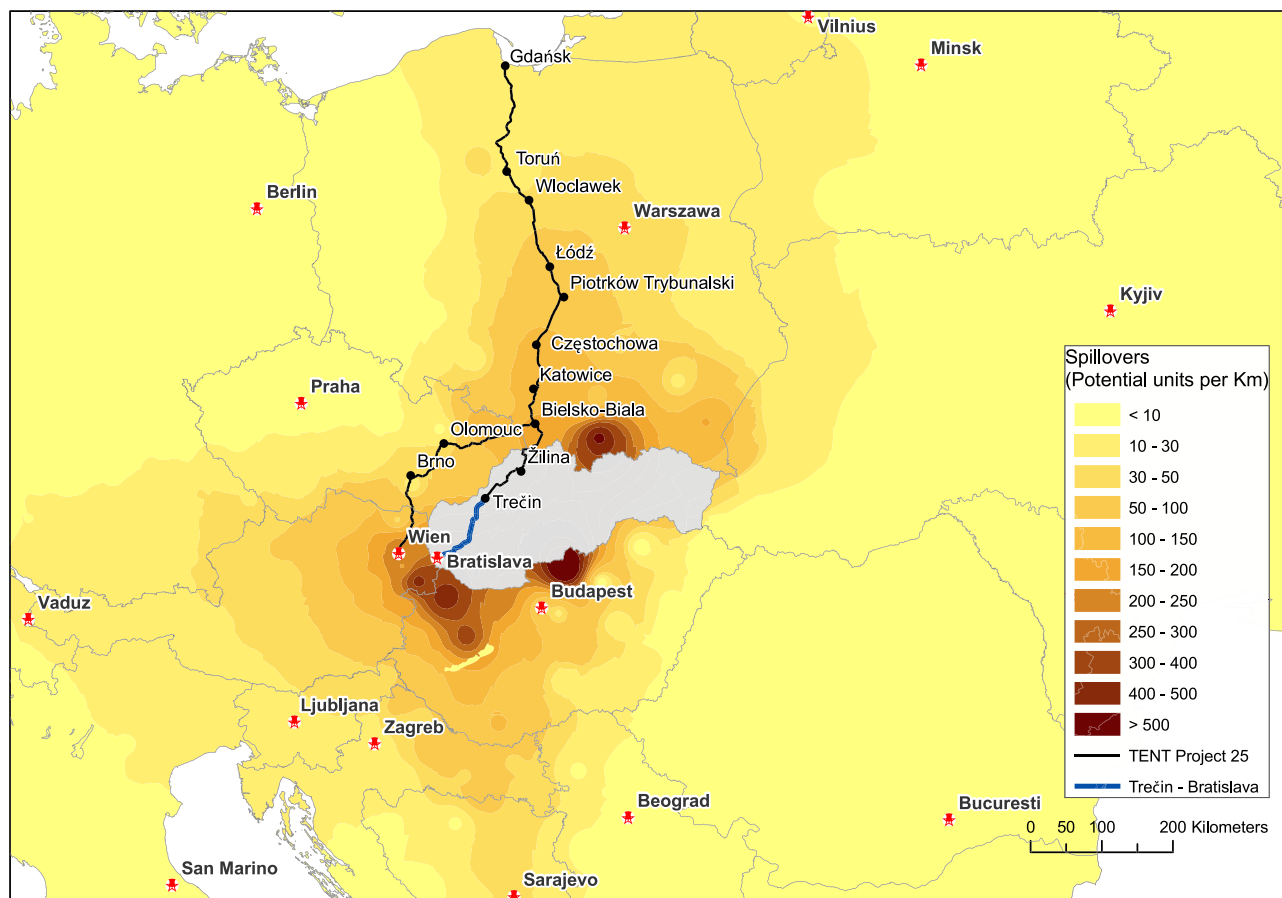 Vilnius
Minsk
Gdańsk
Toruń
Wloclawek
Berlin
Warszawa
Łódź
Piotrków Trybunalski
Kyjiv
Częstochowa
Katowice
Praha
Bielsko-Biala
Olomouc
Brno
Žilina
Trečin
Wien
Bratislava
Budapest
Vaduz
Ljubljana
Zagreb
Beograd
Bucuresti
San Marino
Sarajevo
Spillovers
(Potential units per Km)
< 10
10 - 30
30 - 50
50 - 100
100 - 150
150 - 200
200 - 250
250 - 300
300 - 400
400 - 500
> 500
TENT Project 25
Trečin - Bratislava
0 50 100 200 Kilometers